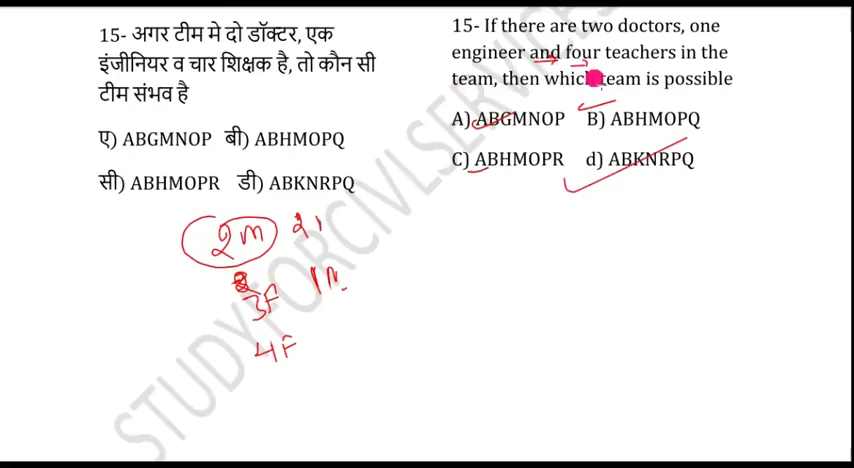 15- अगर टीम मे दो डॉक्टर, एक
इंजीनियर व चार शिक्षक है, तो कौन सी
टीम संभव है
ए) ABGMNOP बी) ABHMOPQ
सी) ABHMOPR डी) ABKNRPQ
15- If there are two doctors, one
engineer and four teachers in the
team, then which team is possible
A) ABGMNOP B) ABHMOPQ
C) ABHMOPR d) ABKNRPQ
2M
3F
4F
STUDYFORCIVLSERVICES